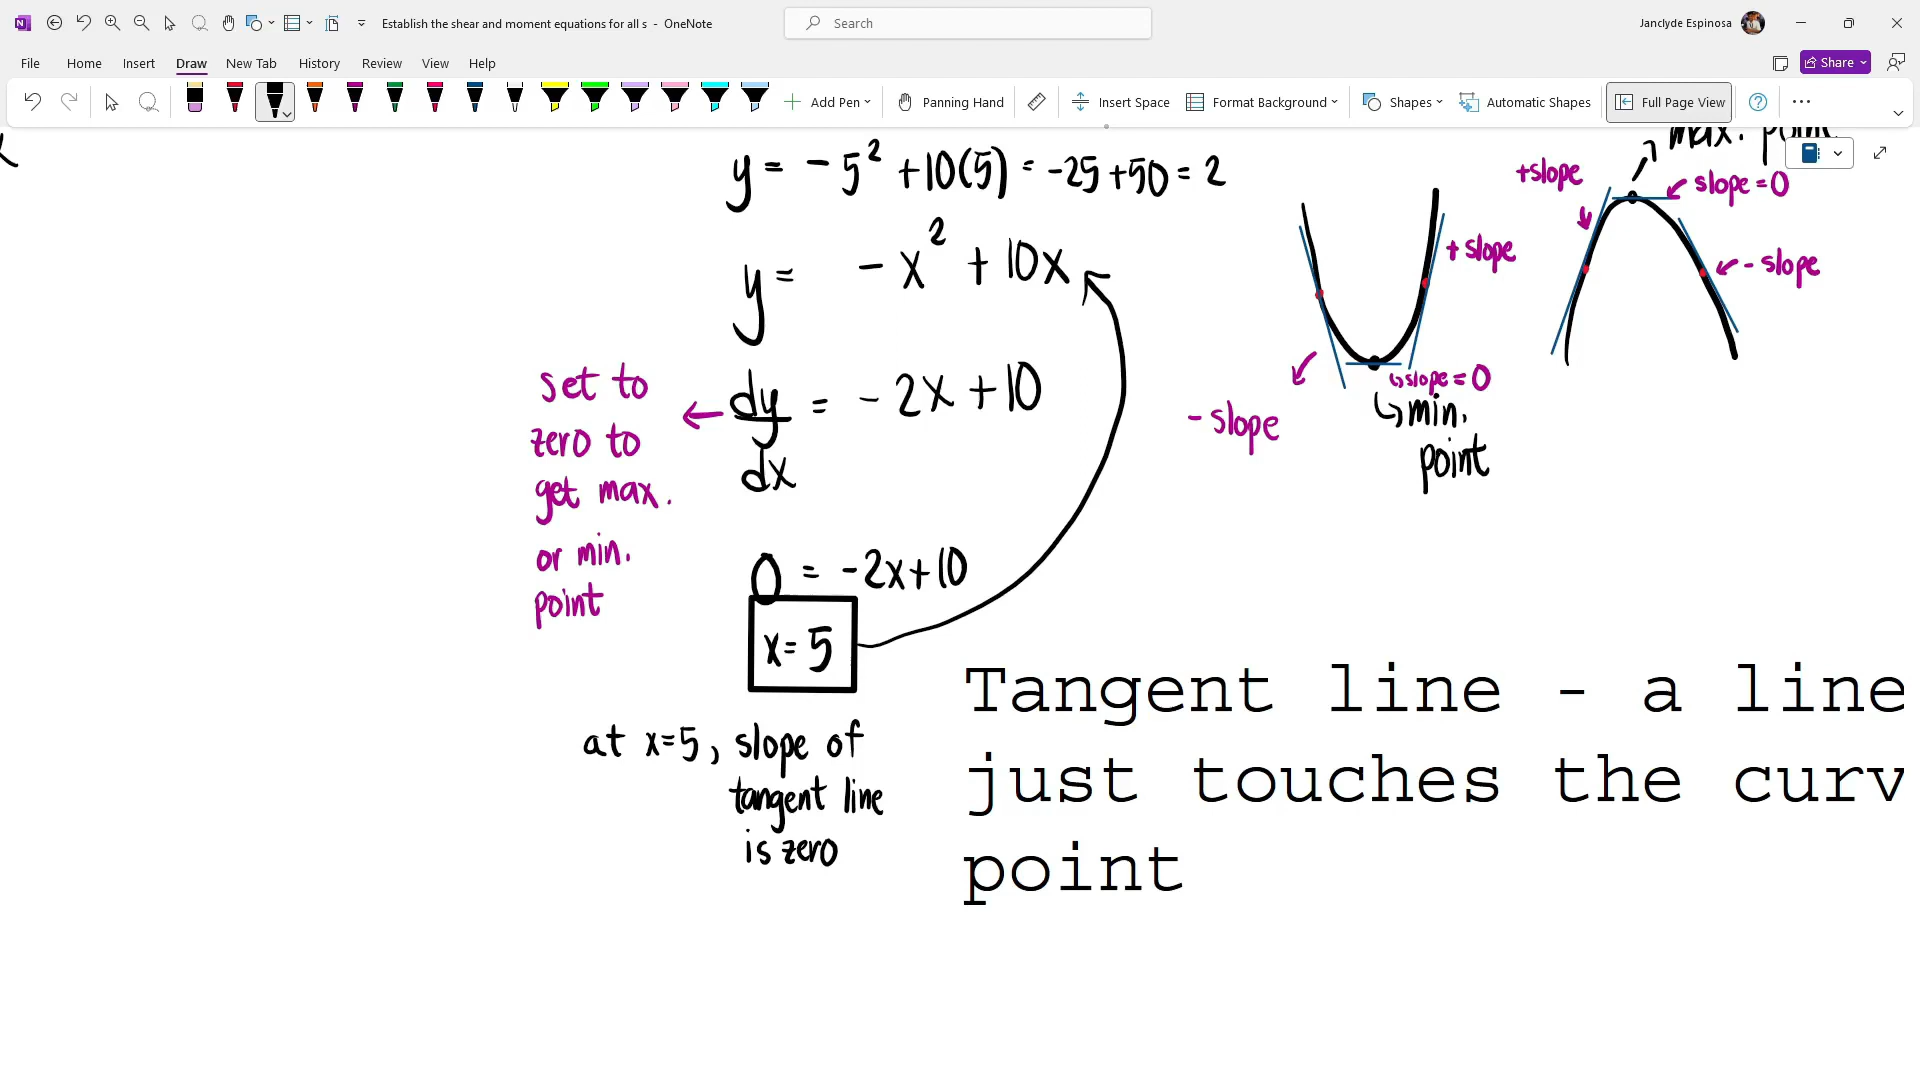 Establish the shear and moment equations for all s - OneNote
Search
Janclyde Espinosa
File Home Insert Draw New Tab History Review View Help
Share
Add Pen
Panning Hand
Insert Space
Format Background
Shapes
Automatic Shapes
Full Page View
y = -5² +10(5) = -25 +50 = 2
y = -x² + 10x
dy/dx = -2x + 10
set to
zero to
get max.
or min.
point
0 = -2x+10
x = 5
at x=5, slope of
tangent line
is zero
+ slope
- slope
slope = 0
min.
point
max. point
+slope
slope = 0
- slope
Tangent line - a line
just touches the curv
point